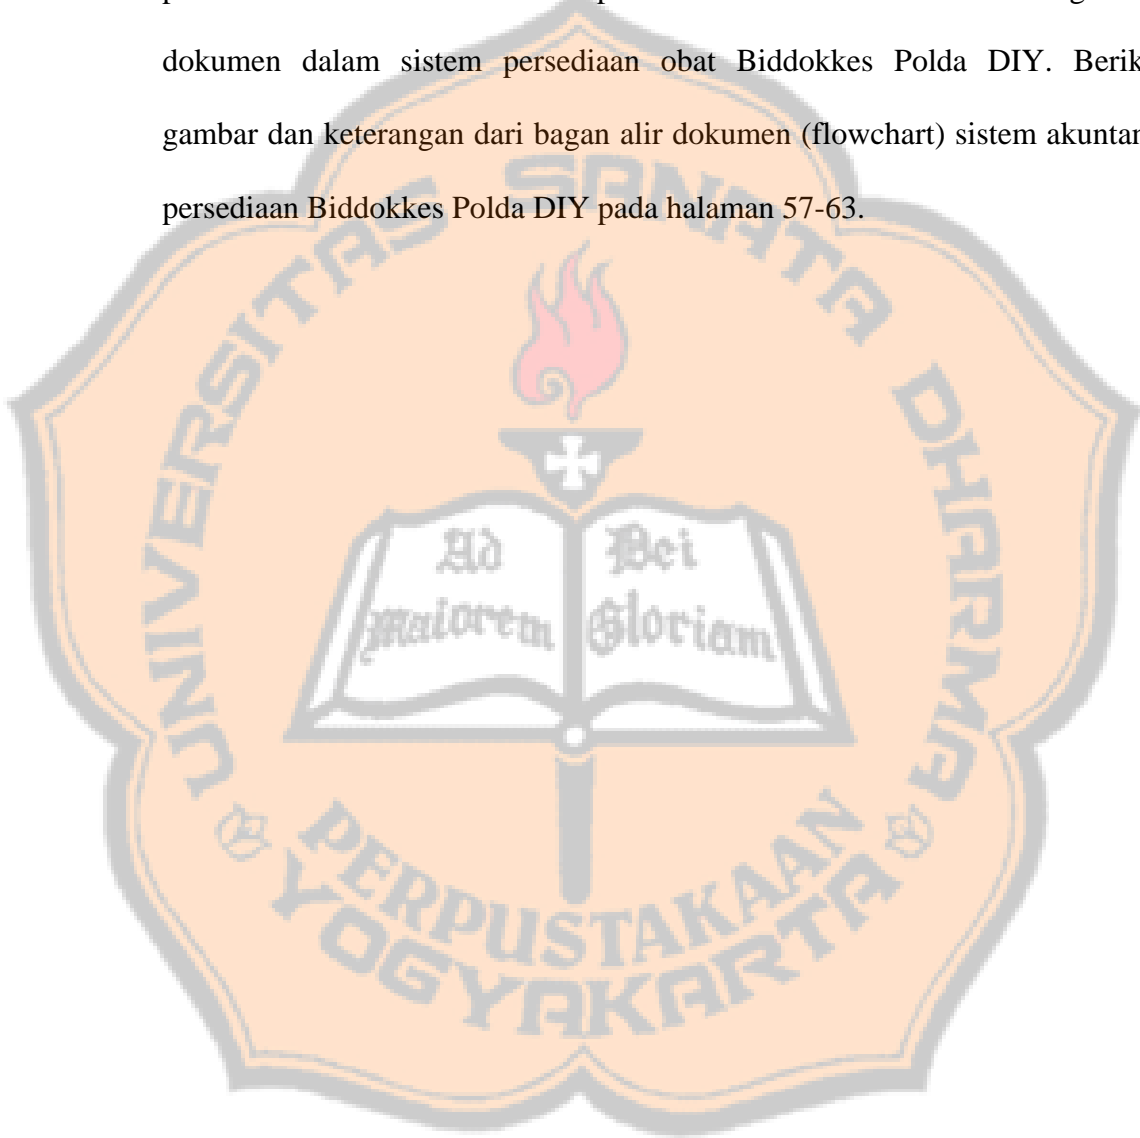 dokumen dalam sistem persediaan obat Biddokkes Polda DIY. Berik
gambar dan keterangan dari bagan alir dokumen (flowchart) sistem akuntan
persediaan Biddokkes Polda DIY pada halaman 57-63.
UNIVERSITAS SANATA DHARMA
Ad Dei
maiorem Gloriam
PERPUSTAKAAN
YOGYAKARTA